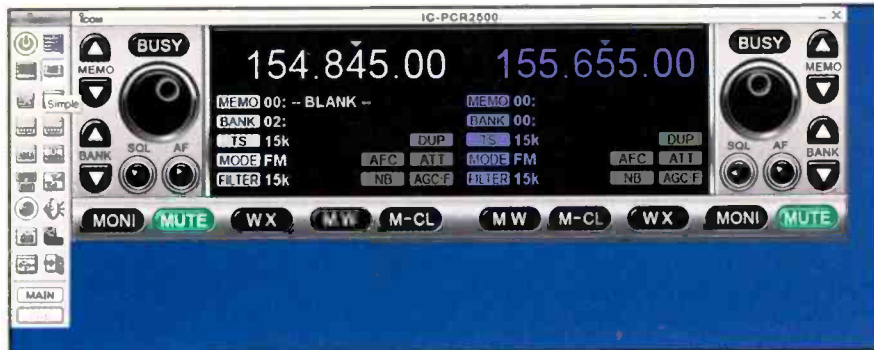 ICOM IC-PCR2500
BUSY
MEMO
Simple
BANK
SQL AF
154.845.00
MEMO 00: -- BLANK --
BANK 02:
TS 15k DUP
MODE FM AFC ATT
FILTER 15k NB AGC-F
155.655.00
MEMO 00:
BANK 00:
TS 15k DUP
MODE FM AFC ATT
FILTER 15k NB AGC-F
BUSY
MEMO
BANK
SQL AF
MONI MUTE WX MW M-CL MW M-CL WX MONI MUTE
MAIN